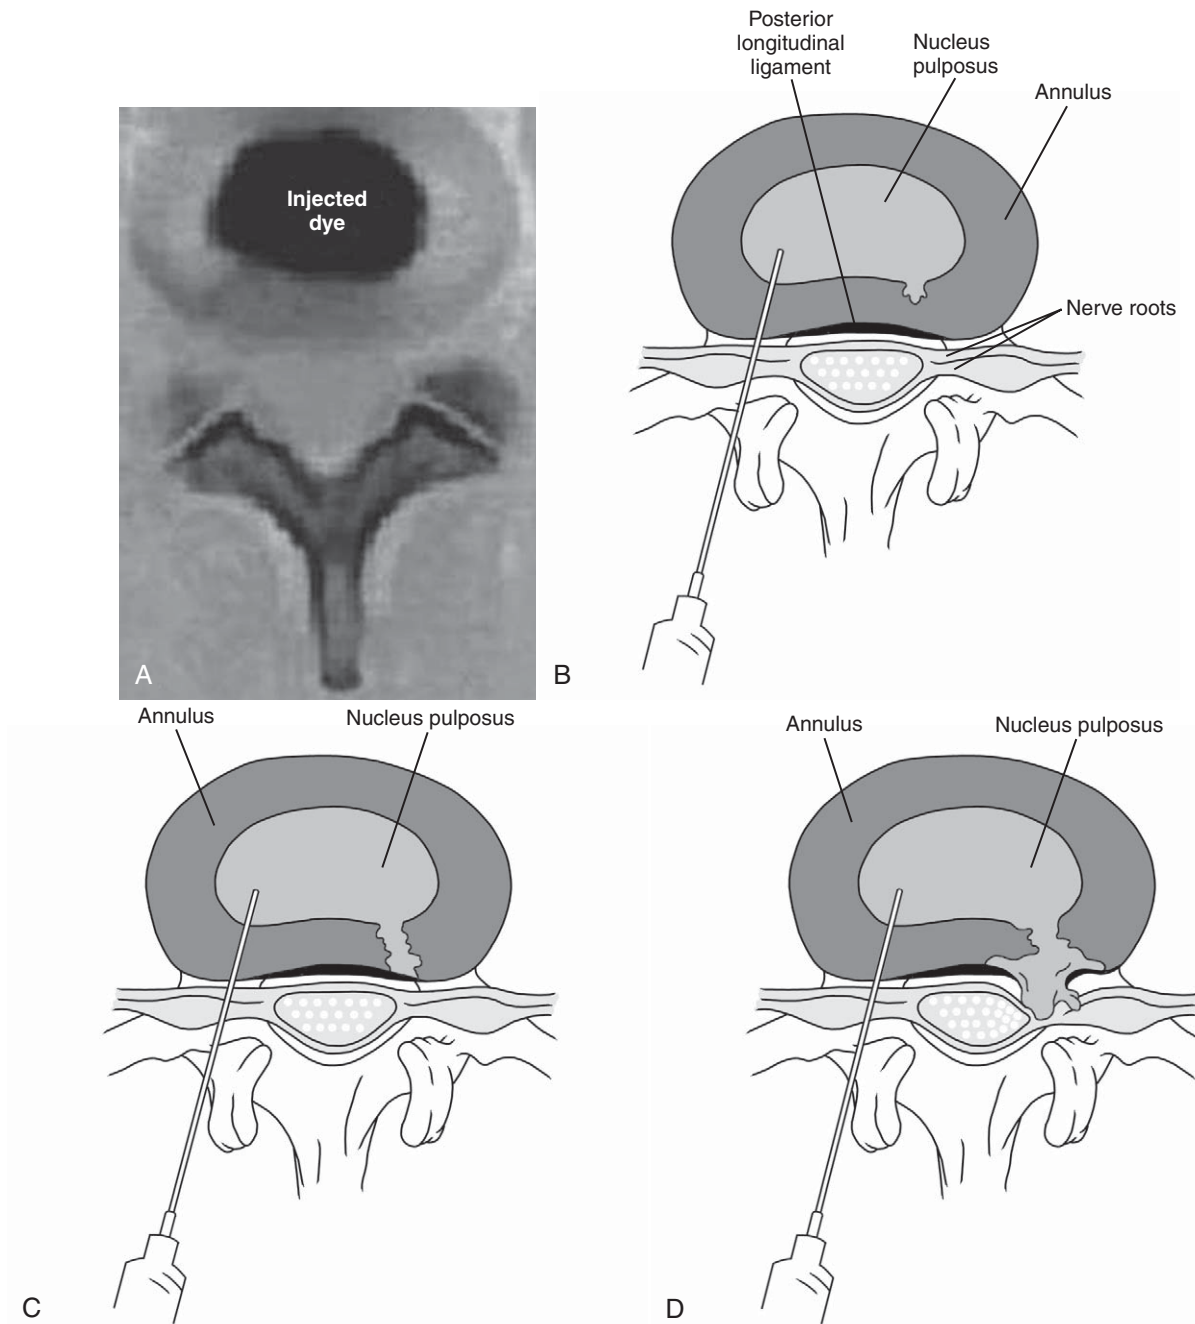 Posterior
longitudinal
ligament
Nucleus
pulposus
Annulus
Injected
dye
Nerve roots
A
B
Annulus
Nucleus pulposus
Annulus
Nucleus pulposus
C
D